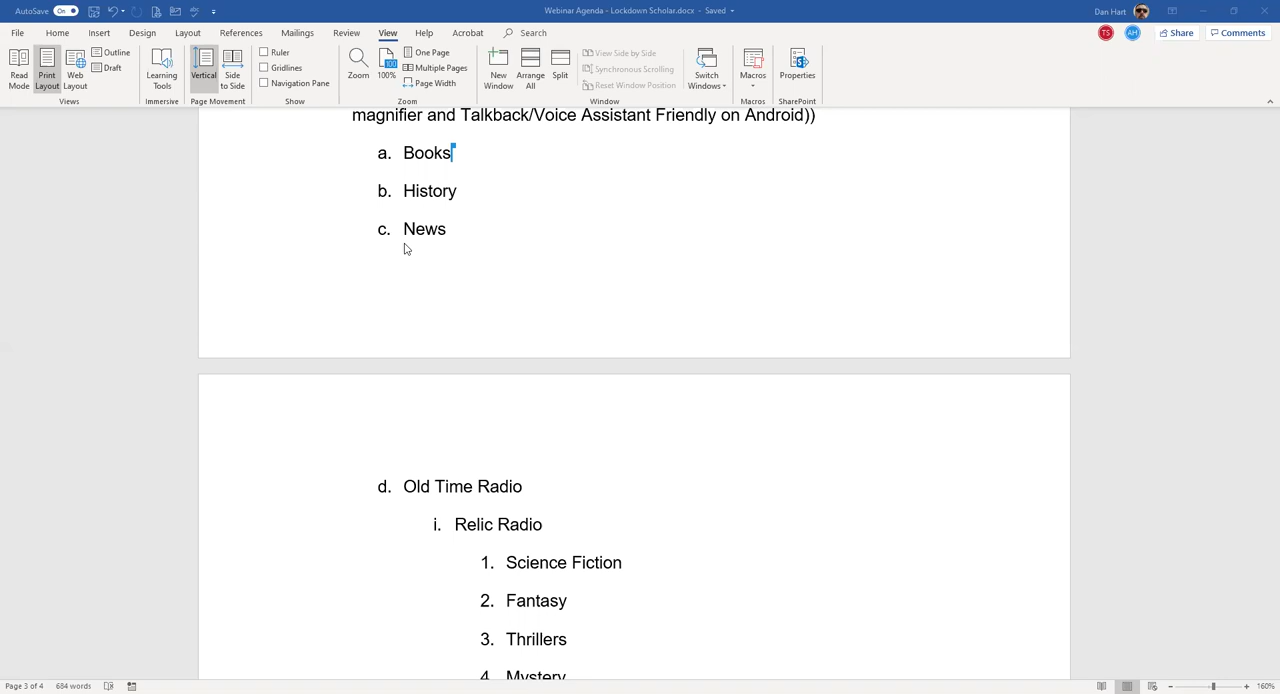 AutoSave On
Webinar Agenda - Lockdown Scholar.docx - Saved
Dan Hart
File Home Insert Design Layout References Mailings Review View Help Acrobat Search
TS AH Share Comments
Read Mode
Print Layout
Web Layout
Outline
Draft
Views
Learning Tools
Immersive
Vertical
Side to Side
Page Movement
Ruler
Gridlines
Navigation Pane
Show
Zoom
100
100%
One Page
Multiple Pages
Page Width
Zoom
New Window
Arrange All
Split
View Side by Side
Synchronous Scrolling
Reset Window Position
Window
Switch Windows
Macros
Macros
Properties
SharePoint
magnifier and Talkback/Voice Assistant Friendly on Android))
a. Books
b. History
c. News
d. Old Time Radio
i. Relic Radio
1. Science Fiction
2. Fantasy
3. Thrillers
4. Mystery
Page 3 of 4 684 words
160%